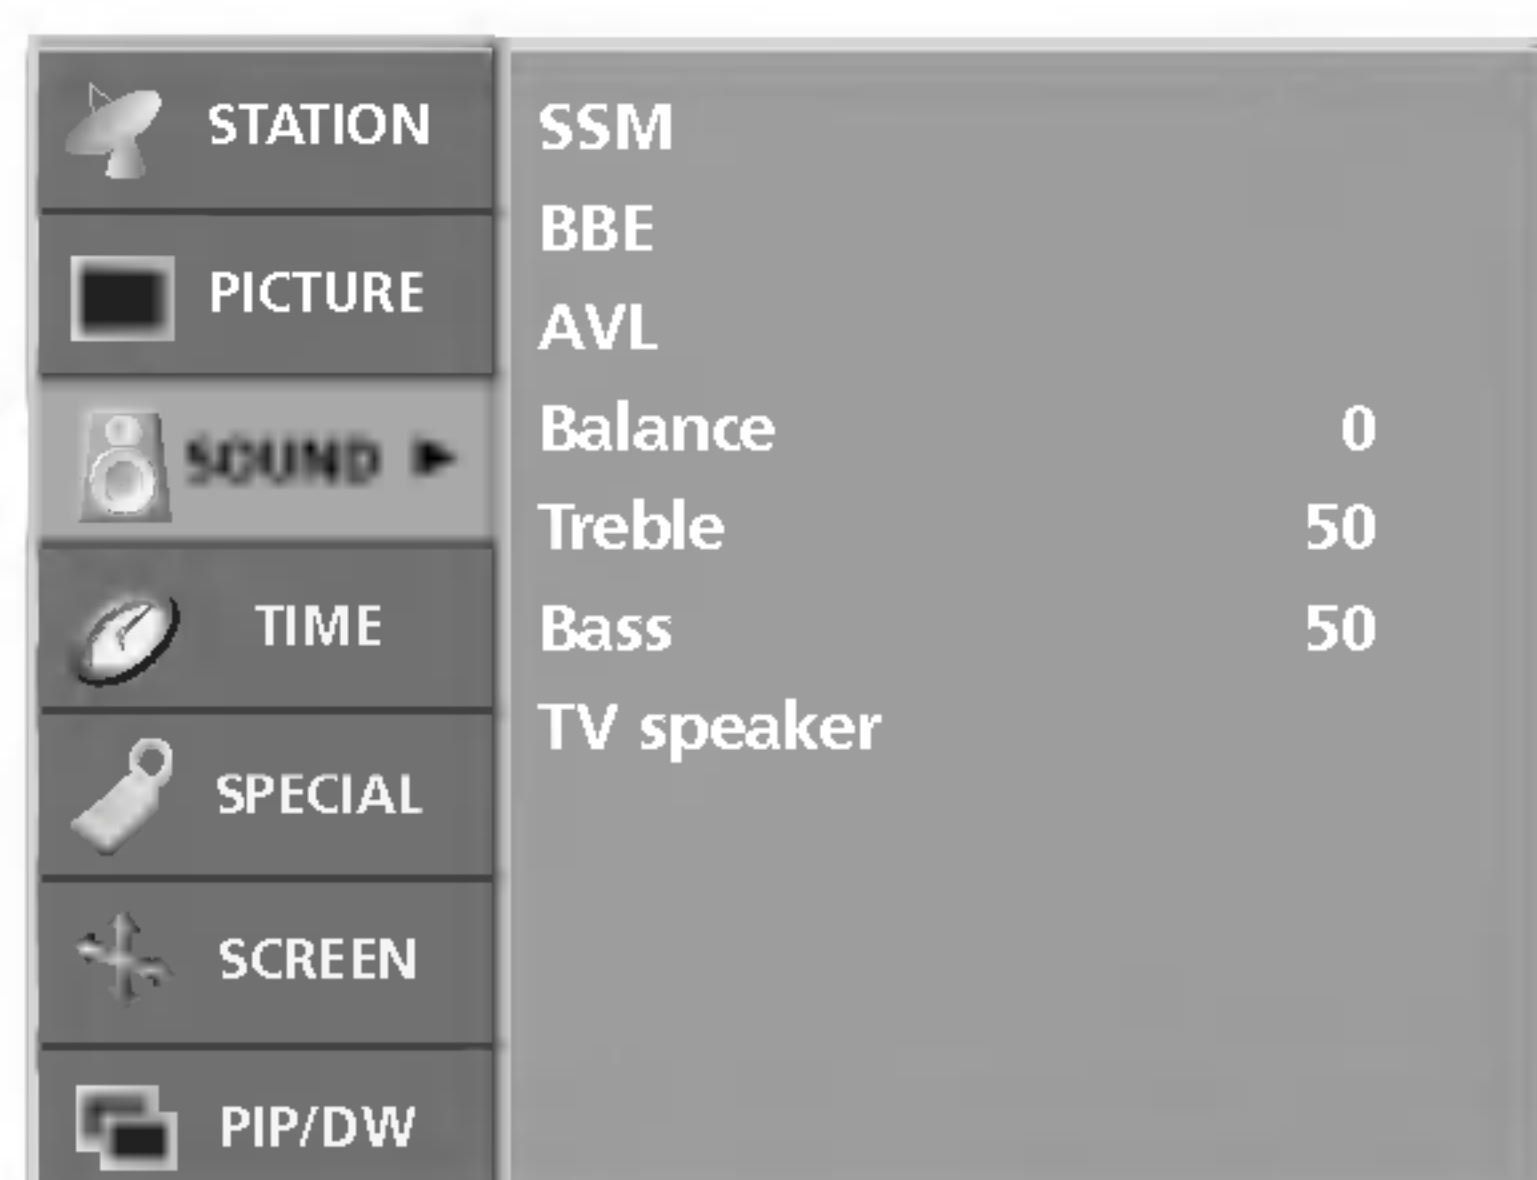 STATION
PICTURE
SOUND ►
TIME
SPECIAL
SCREEN
PIP/DW
SSM
BBE
AVL
Balance 0
Treble 50
Bass 50
TV speaker